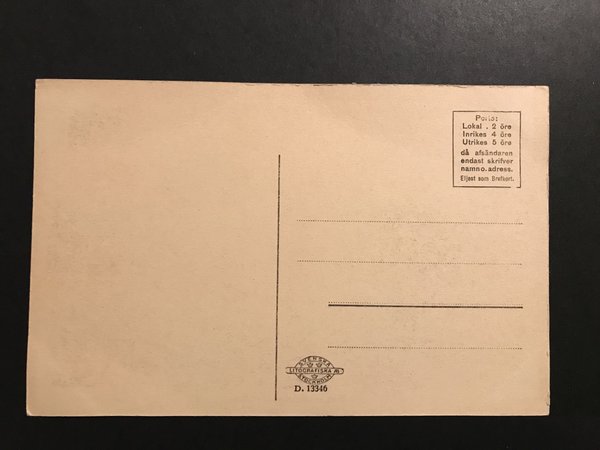 Porto:
Lokal . 2 öre
Inrikes 4 öre
Utrikes 5 öre
då afsändaren
endast skrifver
namn o. adress.
Eljest som Brefkort.
SVENSKA
LITOGRAFISKA AB.
STOCKHOLM
D. 13346